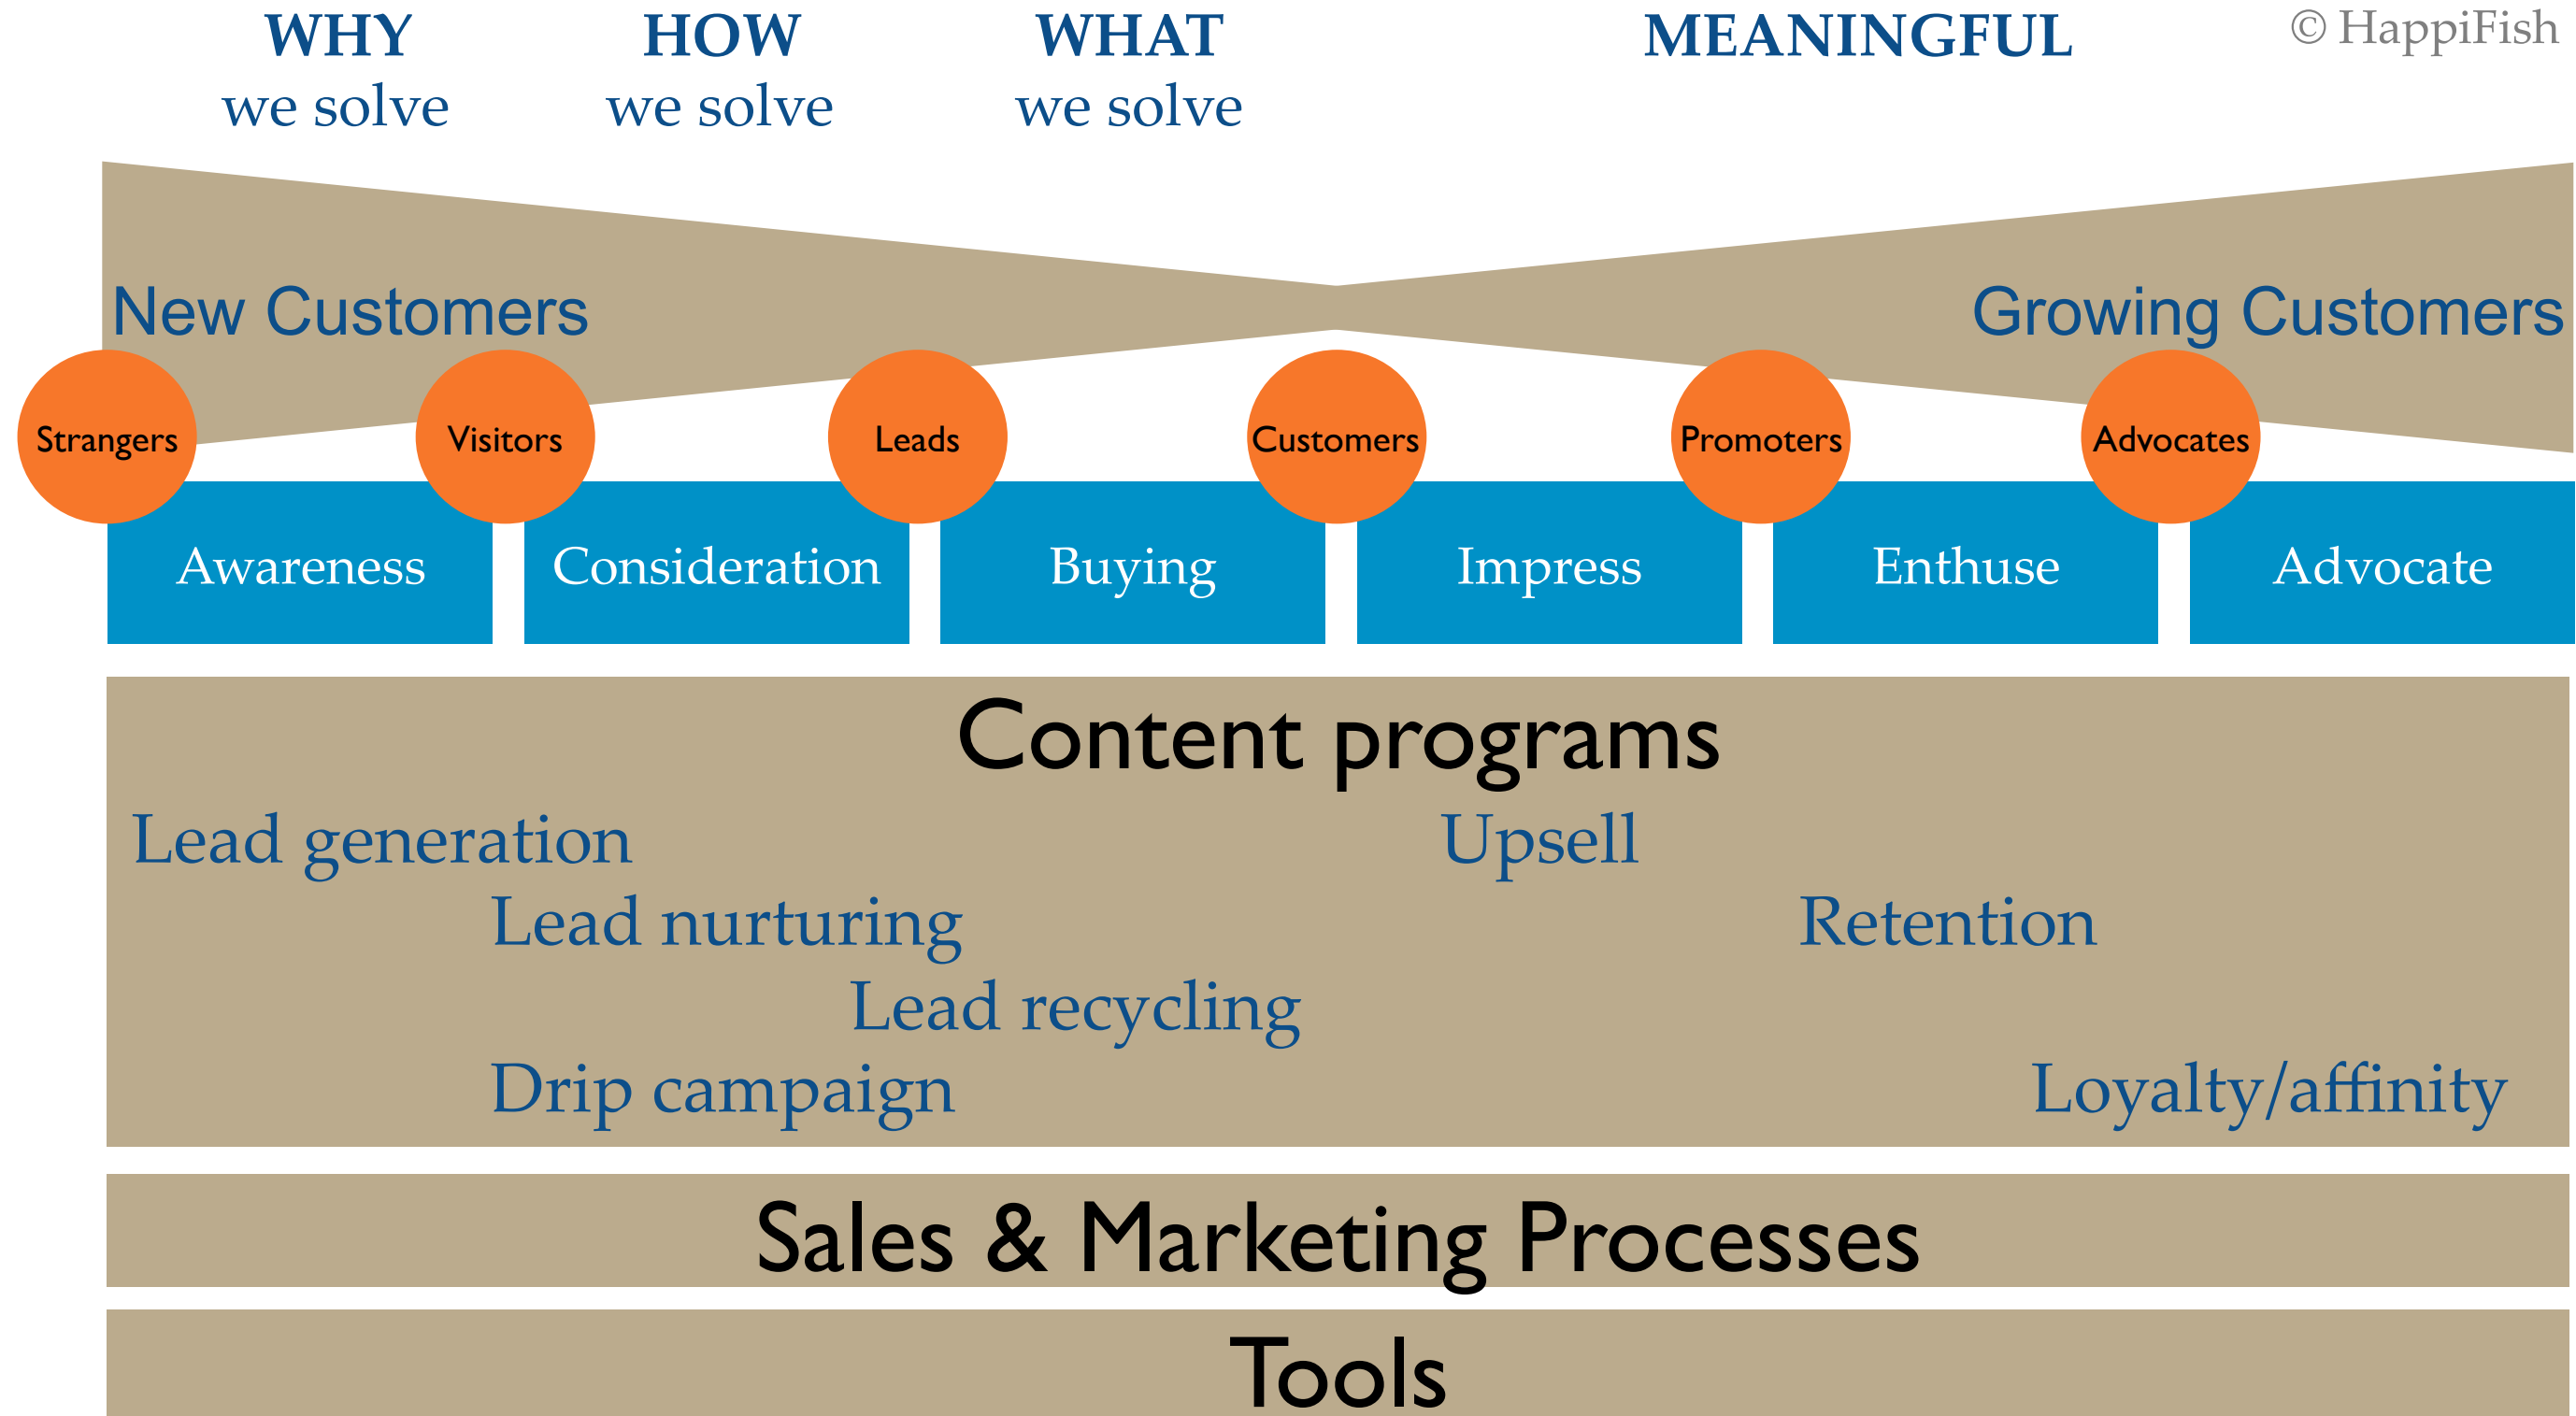 WHY
we solve
HOW
we solve
WHAT
we solve
MEANINGFUL
© HappiFish
New Customers
Growing Customers
Strangers
Visitors
Leads
Customers
Promoters
Advocates
Awareness
Consideration
Buying
Impress
Enthuse
Advocate
Content programs
Lead generation
Upsell
Lead nurturing
Retention
Lead recycling
Drip campaign
Loyalty/affinity
Sales & Marketing Processes
Tools